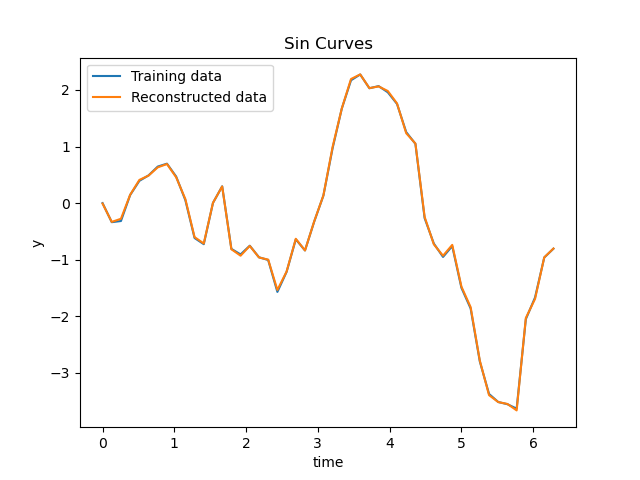 Sin Curves
Training data
Reconstructed data
y
2
1
0
−1
−2
−3
0 1 2 3 4 5 6
time